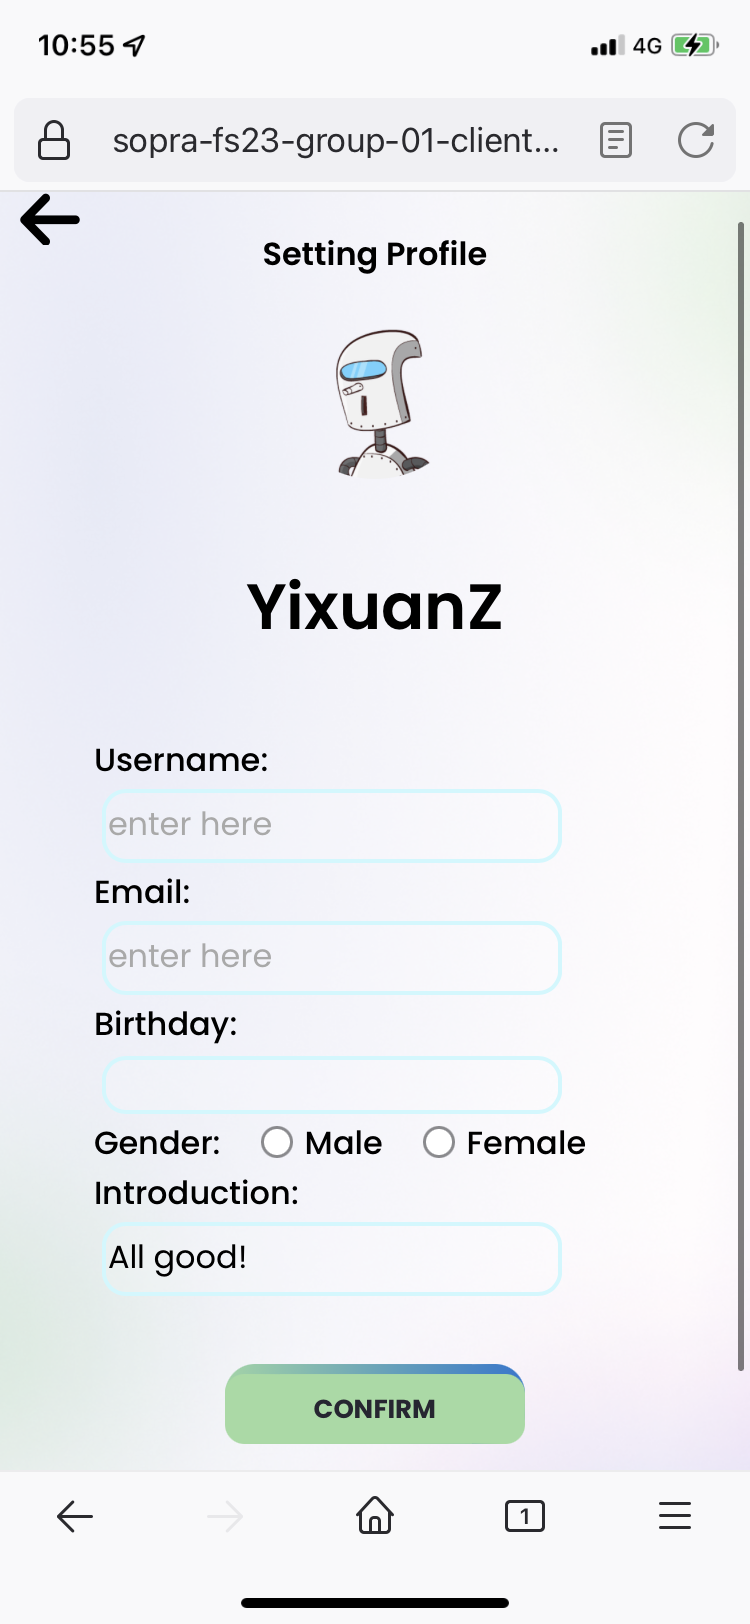 10:55
4G
sopra-fs23-group-01-client...
Setting Profile
YixuanZ
Username:
enter here
Email:
enter here
Birthday:
Gender: Male Female
Introduction:
All good!
CONFIRM
1